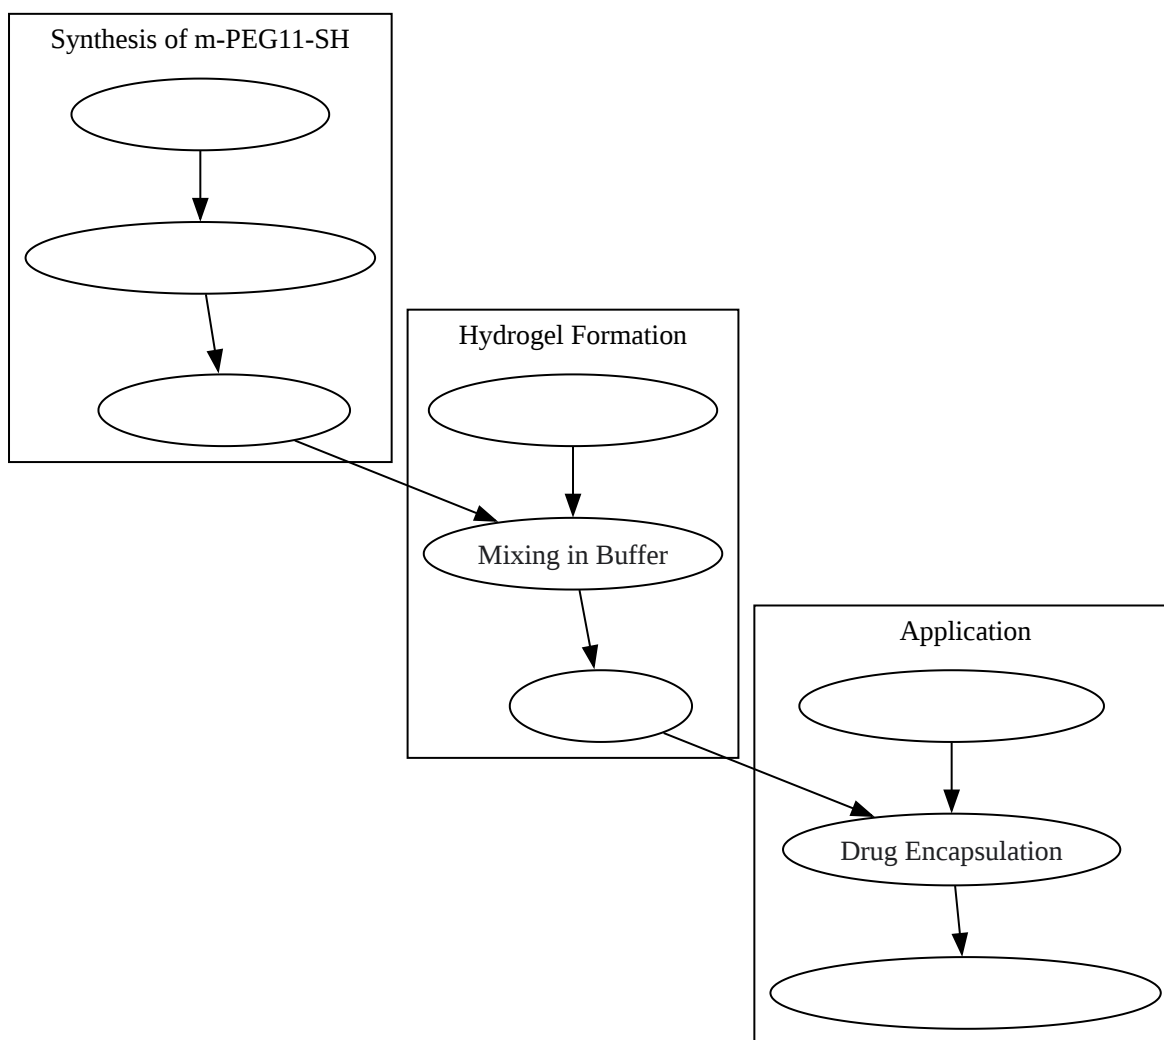 Synthesis of m-PEG11-SH
Hydrogel Formation
Mixing in Buffer
Application
Drug Encapsulation